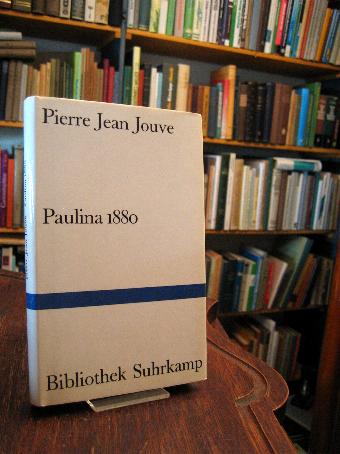 Pierre Jean Jouve
Paulina 1880
Bibliothek Suhrkamp